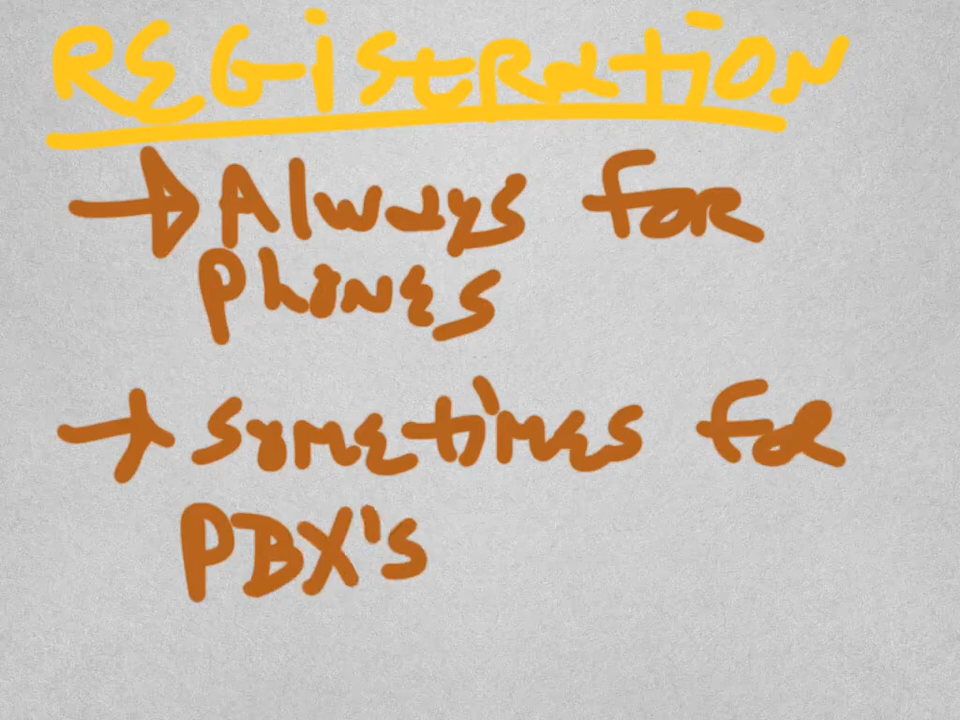 REGISTRATION
→ Always for
phones
→ sometimes for
PBX's